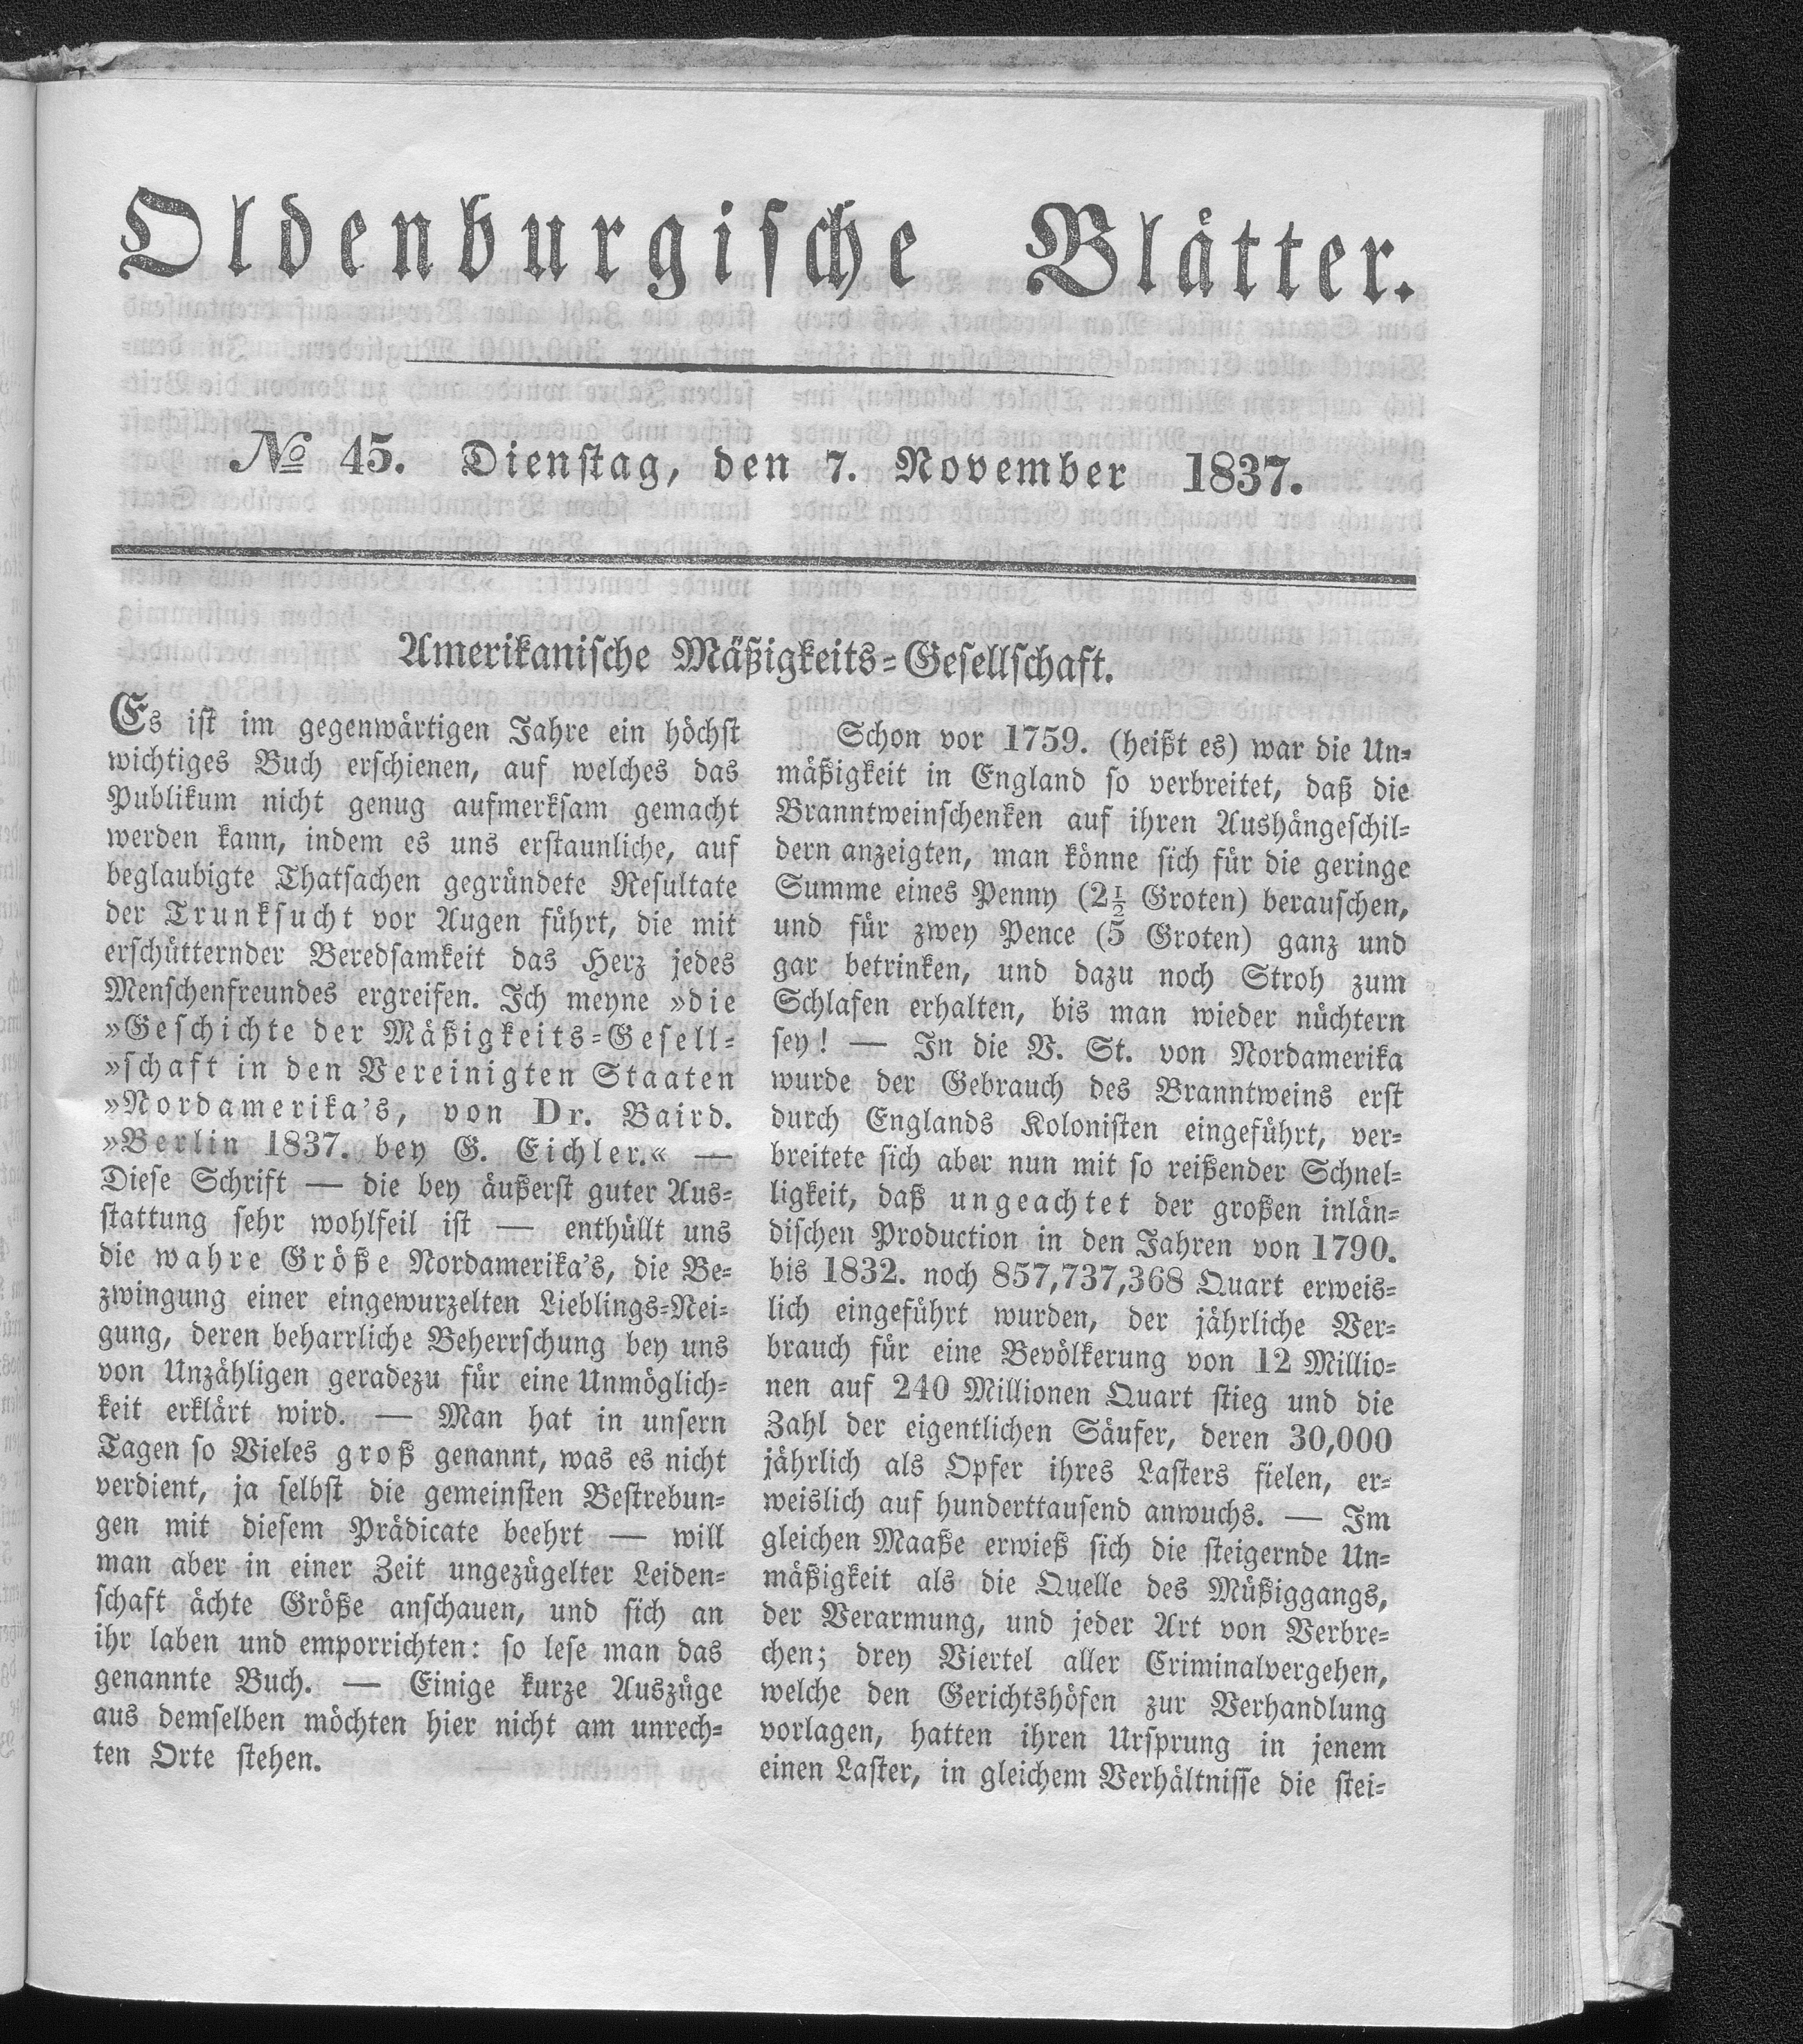 Oldenburgische Blätter.
№ 45. Dienstag, den 7. November 1837.
Amerikanische Mäßigkeits=Gesellschaft.
Es ist im gegenwärtigen Jahre ein höchst
wichtiges Buch erschienen, auf welches das
Publikum nicht genug aufmerksam gemacht
werden kann, indem es uns erstaunliche, auf
beglaubigte Thatsachen gegründete Resultate
der Trunksucht vor Augen führt, die mit
erschütternder Beredsamkeit das Herz jedes
Menschenfreundes ergreifen. Ich meyne »die
»Geschichte der Mäßigkeits=Gesell=
»schaft in den Vereinigten Staaten
»Nordamerika's, von Dr. Baird.
»Berlin 1837. bey G. Eichler.« —
Diese Schrift — die bey äußerst guter Aus=
stattung sehr wohlfeil ist — enthüllt uns
die wahre Größe Nordamerika's, die Be=
zwingung einer eingewurzelten Lieblings=Nei=
gung, deren beharrliche Beherrschung bey uns
von Unzähligen geradezu für eine Unmöglich=
keit erklärt wird. — Man hat in unsern
Tagen so Vieles groß genannt, was es nicht
verdient, ja selbst die gemeinsten Bestrebun=
gen mit diesem Prädicate beehrt — will
man aber in einer Zeit ungezügelter Leiden=
schaft ächte Größe anschauen, und sich an
ihr laben und emporrichten: so lese man das
genannte Buch. — Einige kurze Auszüge
aus demselben möchten hier nicht am unrech=
ten Orte stehen.
Schon vor 1759. (heißt es) war die Un=
mäßigkeit in England so verbreitet, daß die
Branntweinschenken auf ihren Aushängeschil=
dern anzeigten, man könne sich für die geringe
Summe eines Penny (2½ Groten) berauschen,
und für zwey Pence (5 Groten) ganz und
gar betrinken, und dazu noch Stroh zum
Schlafen erhalten, bis man wieder nüchtern
sey! — In die V. St. von Nordamerika
wurde der Gebrauch des Branntweins erst
durch Englands Kolonisten eingeführt, ver=
breitete sich aber nun mit so reißender Schnel=
ligkeit, daß ungeachtet der großen inlän=
dischen Production in den Jahren von 1790.
bis 1832. noch 857,737,368 Quart erweis=
lich eingeführt wurden, der jährliche Ver=
brauch für eine Bevölkerung von 12 Millio=
nen auf 240 Millionen Quart stieg und die
Zahl der eigentlichen Säufer, deren 30,000
jährlich als Opfer ihres Lasters fielen, er=
weislich auf hunderttausend anwuchs. — Im
gleichen Maaße erwieß sich die steigernde Un=
mäßigkeit als die Quelle des Müßiggangs,
der Verarmung, und jeder Art von Verbre=
chen; drey Viertel aller Criminalvergehen,
welche den Gerichtshöfen zur Verhandlung
vorlagen, hatten ihren Ursprung in jenem
einen Laster, in gleichem Verhältnisse die stei=